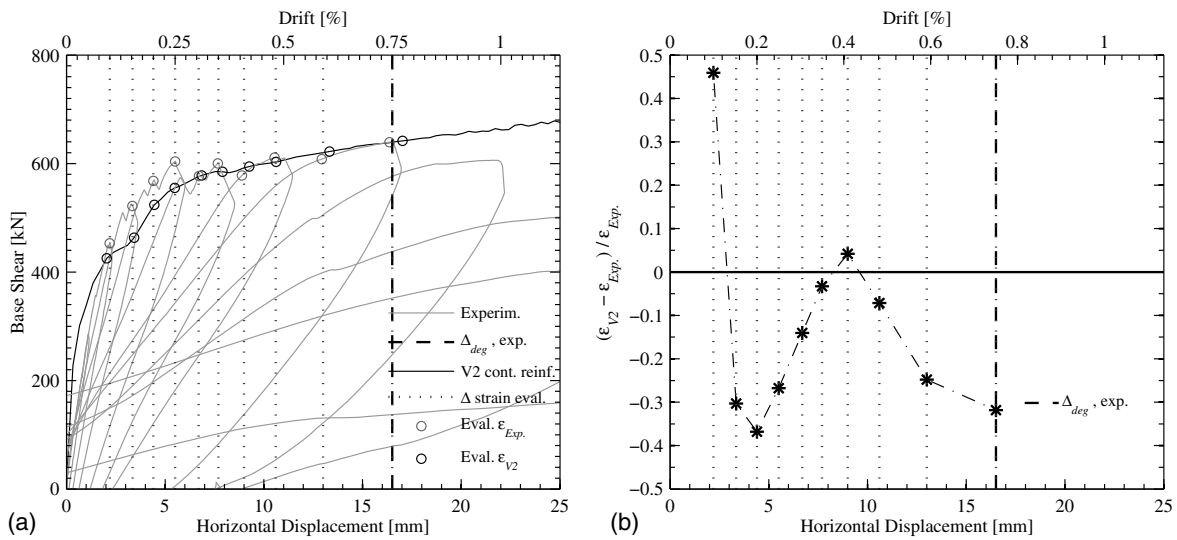 Drift [%]
0 0.25 0.5 0.75 1
800
600
400
200
0
Base Shear [kN]
Experim.
Δdeg , exp.
V2 cont. reinf.
Δ strain eval.
Eval. εExp.
Eval. εV2
0 5 10 15 20 25
Horizontal Displacement [mm]
(a)
Drift [%]
0 0.2 0.4 0.6 0.8 1
0.5
0.4
0.3
0.2
0.1
0
−0.1
−0.2
−0.3
−0.4
−0.5
(εV2 − εExp. ) / εExp.
Δdeg , exp.
0 5 10 15 20 25
Horizontal Displacement [mm]
(b)